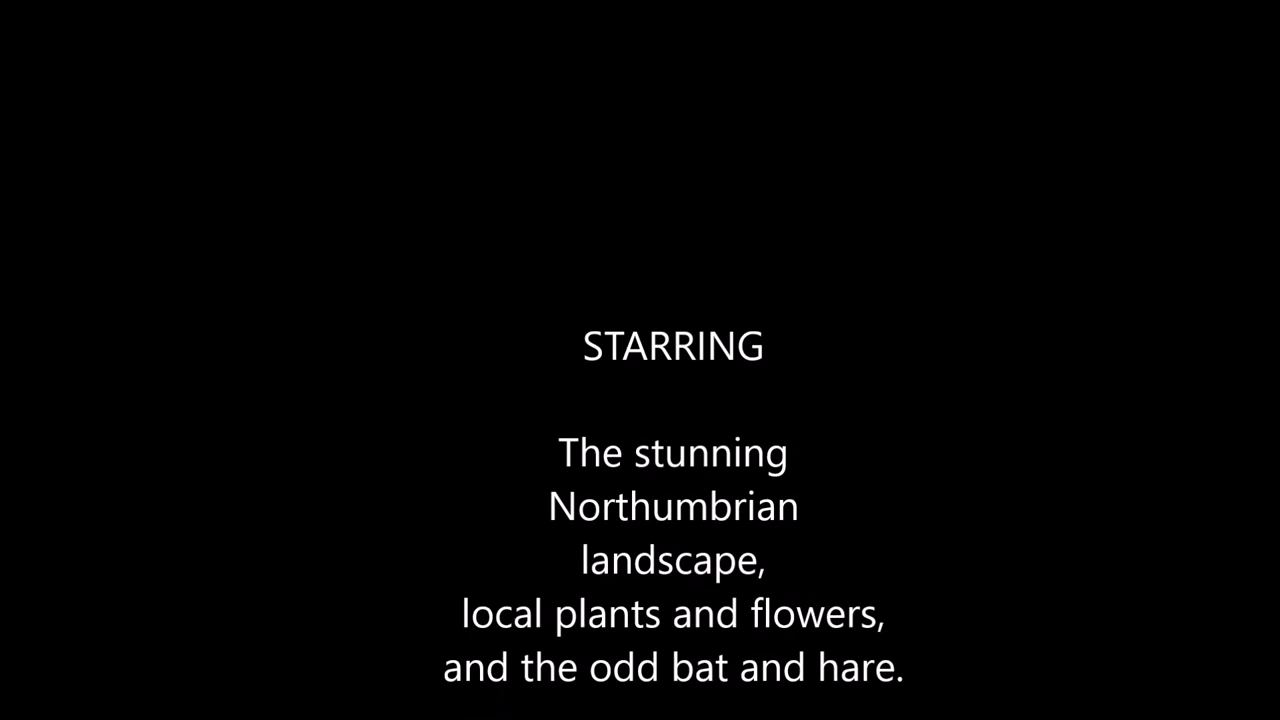 STARRING
The stunning
Northumbrian
landscape,
local plants and flowers,
and the odd bat and hare.